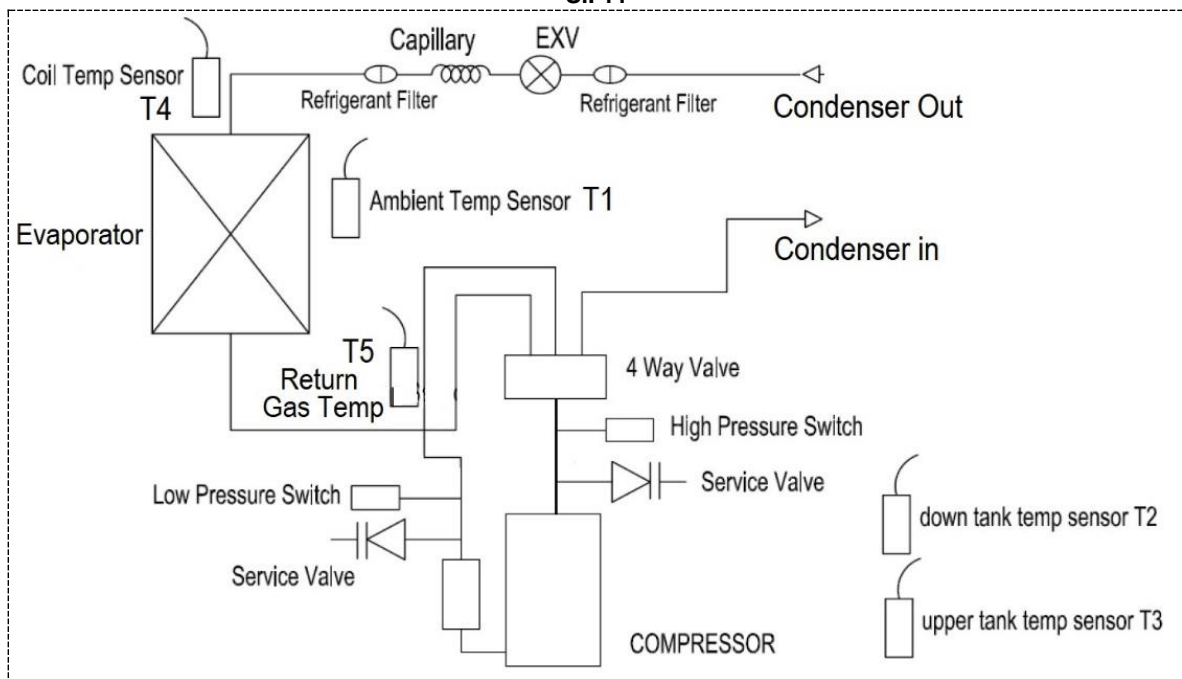 Capillary
EXV
Coil Temp Sensor
T4
Refrigerant Filter
Refrigerant Filter
Condenser Out
Ambient Temp Sensor T1
Evaporator
Condenser in
T5
Return
Gas Temp
4 Way Valve
High Pressure Switch
Low Pressure Switch
Service Valve
Service Valve
down tank temp sensor T2
upper tank temp sensor T3
COMPRESSOR